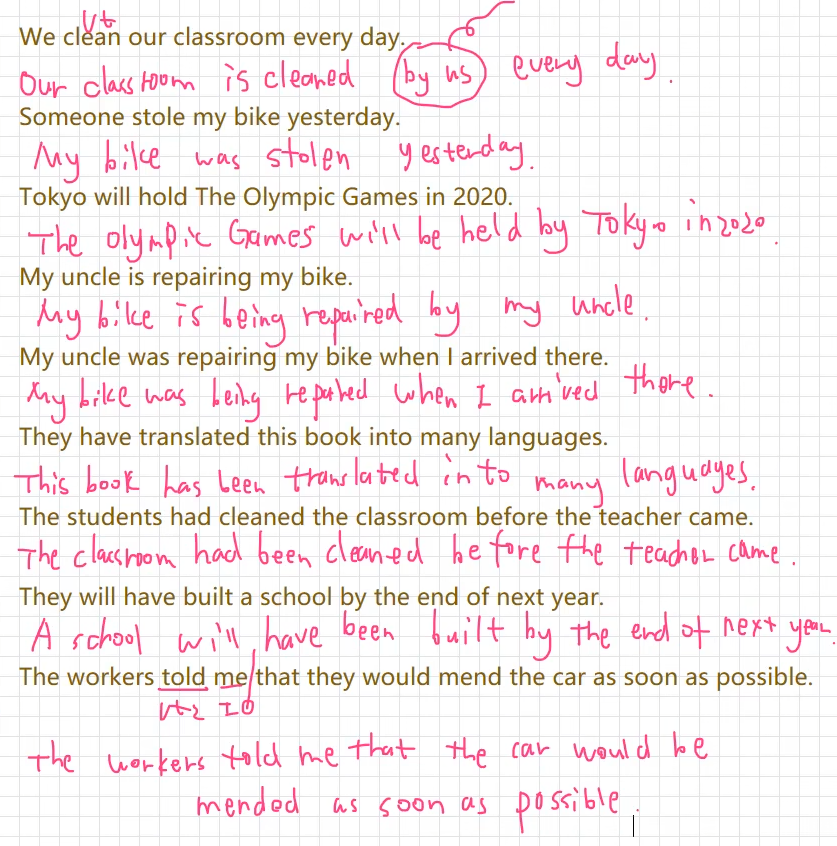 vt
We clean our classroom every day.
Our classroom is cleaned by us every day.
Someone stole my bike yesterday.
My bike was stolen yesterday.
Tokyo will hold The Olympic Games in 2020.
The Olympic Games will be held by Tokyo in 2020.
My uncle is repairing my bike.
My bike is being repaired by my uncle.
My uncle was repairing my bike when I arrived there.
My bike was being repaired when I arrived there.
They have translated this book into many languages.
This book has been translated into many languages.
The students had cleaned the classroom before the teacher came.
The classroom had been cleaned before the teacher came.
They will have built a school by the end of next year.
A school will have been built by the end of next year.
The workers told me that they would mend the car as soon as possible.
vt2 IO
The workers told me that the car would be
mended as soon as possible.